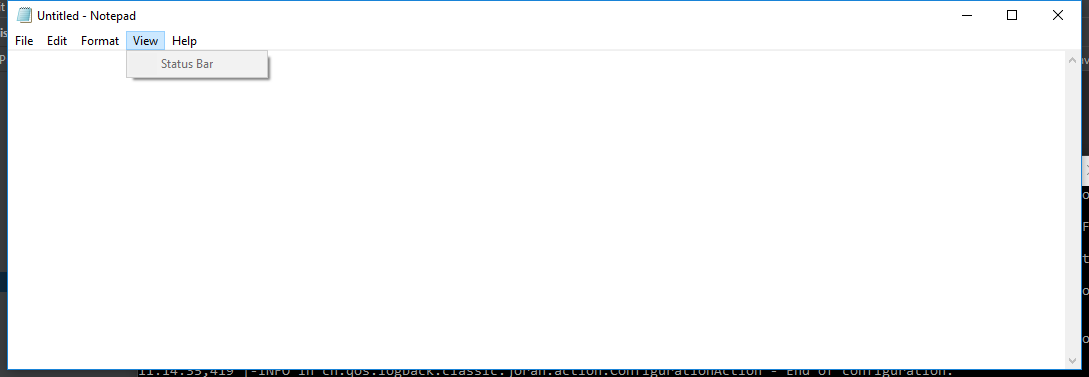 Untitled - Notepad
File Edit Format View Help
Status Bar
11:14:35,419 |-INFO in ch.qos.logback.classic.joran.action.ConfigurationAction - End of configuration.